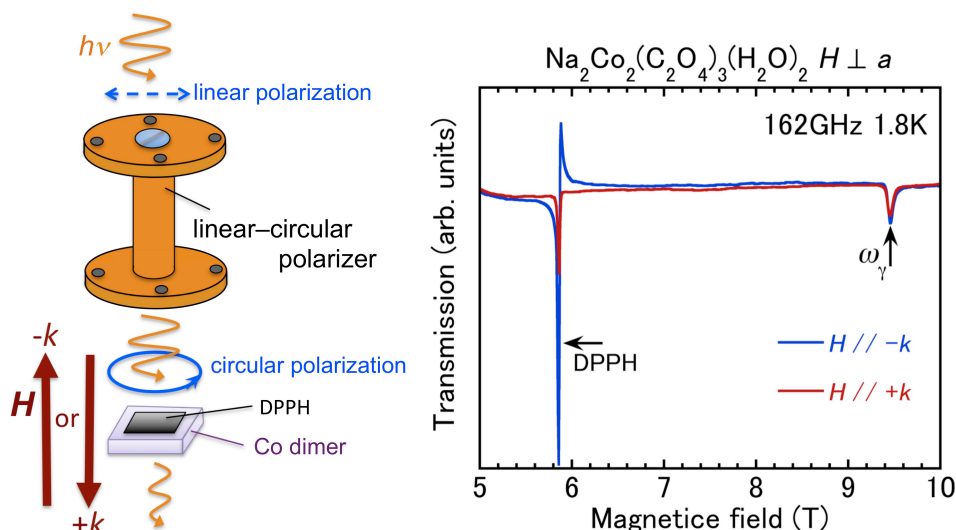 hν
linear polarization
linear–circular
polarizer
-k
circular polarization
H or
DPPH
Co dimer
+k
Na₂Co₂(C₂O₄)₃(H₂O)₂ H ⊥ a
162GHz 1.8K
Transmission (arb. units)
ω_γ
DPPH
H // −k
H // +k
5 6 7 8 9 10
Magnetice field (T)